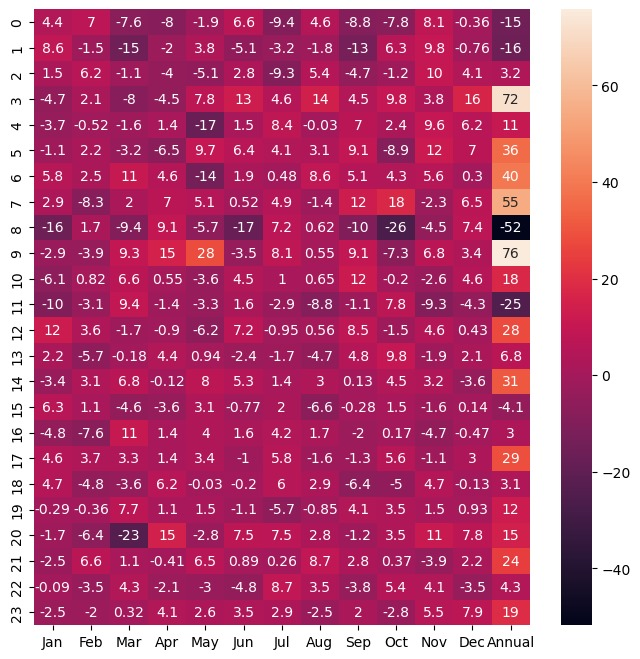 0 4.4 7 -7.6 -8 -1.9 6.6 -9.4 4.6 -8.8 -7.8 8.1 -0.36 -15
1 8.6 -1.5 -15 -2 3.8 -5.1 -3.2 -1.8 -13 6.3 9.8 -0.76 -16
2 1.5 6.2 -1.1 -4 -5.1 2.8 -9.3 5.4 -4.7 -1.2 10 4.1 3.2
3 -4.7 2.1 -8 -4.5 7.8 13 4.6 14 4.5 9.8 3.8 16 72
4 -3.7 -0.52 -1.6 1.4 -17 1.5 8.4 -0.03 7 2.4 9.6 6.2 11
5 -1.1 2.2 -3.2 -6.5 9.7 6.4 4.1 3.1 9.1 -8.9 12 7 36
6 5.8 2.5 11 4.6 -14 1.9 0.48 8.6 5.1 4.3 5.6 0.3 40
7 2.9 -8.3 2 7 5.1 0.52 4.9 -1.4 12 18 -2.3 6.5 55
8 -16 1.7 -9.4 9.1 -5.7 -17 7.2 0.62 -10 -26 -4.5 7.4 -52
9 -2.9 -3.9 9.3 15 28 -3.5 8.1 0.55 9.1 -7.3 6.8 3.4 76
10 -6.1 0.82 6.6 0.55 -3.6 4.5 1 0.65 12 -0.2 -2.6 4.6 18
11 -10 -3.1 9.4 -1.4 -3.3 1.6 -2.9 -8.8 -1.1 7.8 -9.3 -4.3 -25
12 12 3.6 -1.7 -0.9 -6.2 7.2 -0.95 0.56 8.5 -1.5 4.6 0.43 28
13 2.2 -5.7 -0.18 4.4 0.94 -2.4 -1.7 -4.7 4.8 9.8 -1.9 2.1 6.8
14 -3.4 3.1 6.8 -0.12 8 5.3 1.4 3 0.13 4.5 3.2 -3.6 31
15 6.3 1.1 -4.6 -3.6 3.1 -0.77 2 -6.6 -0.28 1.5 -1.6 0.14 -4.1
16 -4.8 -7.6 11 1.4 4 1.6 4.2 1.7 -2 0.17 -4.7 -0.47 3
17 4.6 3.7 3.3 1.4 3.4 -1 5.8 -1.6 -1.3 5.6 -1.1 3 29
18 4.7 -4.8 -3.6 6.2 -0.03 -0.2 6 2.9 -6.4 -5 4.7 -0.13 3.1
19 -0.29 -0.36 7.7 1.1 1.5 -1.1 -5.7 -0.85 4.1 3.5 1.5 0.93 12
20 -1.7 -6.4 -23 15 -2.8 7.5 7.5 2.8 -1.2 3.5 11 7.8 15
21 -2.5 6.6 1.1 -0.41 6.5 0.89 0.26 8.7 2.8 0.37 -3.9 2.2 24
22 -0.09 -3.5 4.3 -2.1 -3 -4.8 8.7 3.5 -3.8 5.4 4.1 -3.5 4.3
23 -2.5 -2 0.32 4.1 2.6 3.5 2.9 -2.5 2 -2.8 5.5 7.9 19
Jan Feb Mar Apr May Jun Jul Aug Sep Oct Nov Dec Annual
60
40
20
0
−20
−40